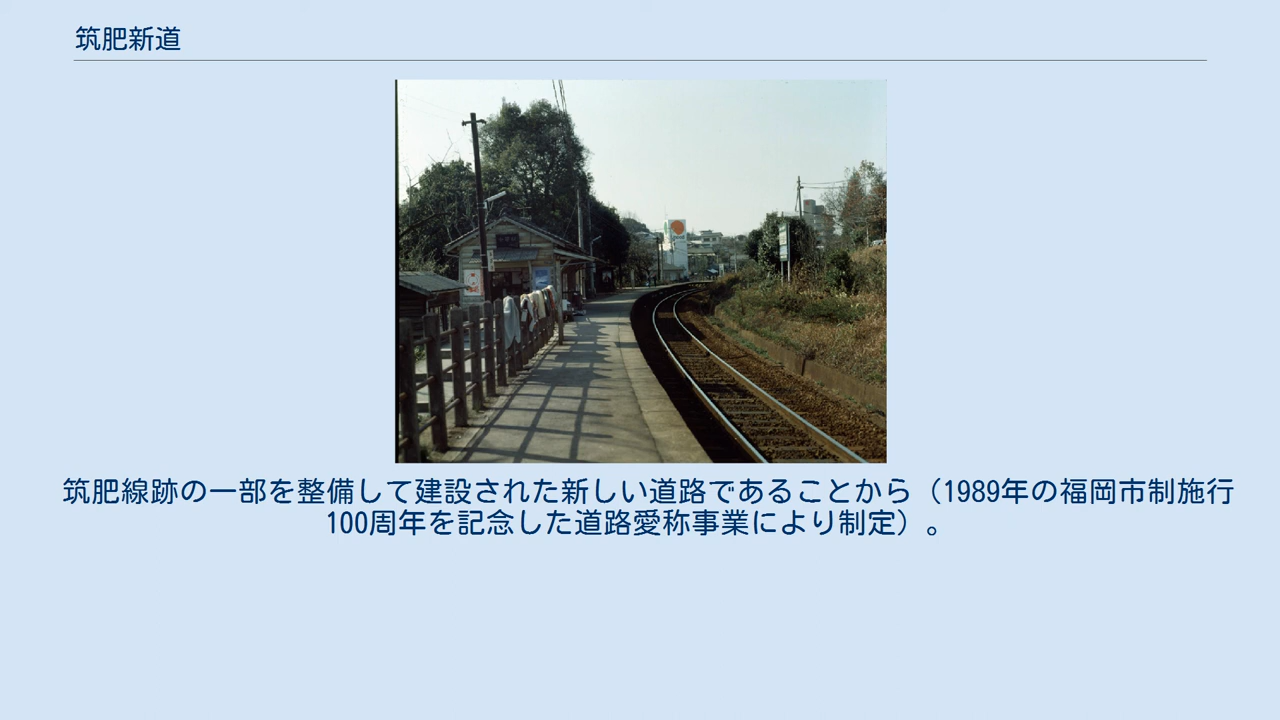 筑肥新道
筑肥線跡の一部を整備して建設された新しい道路であることから（1989年の福岡市制施行
100周年を記念した道路愛称事業により制定）。